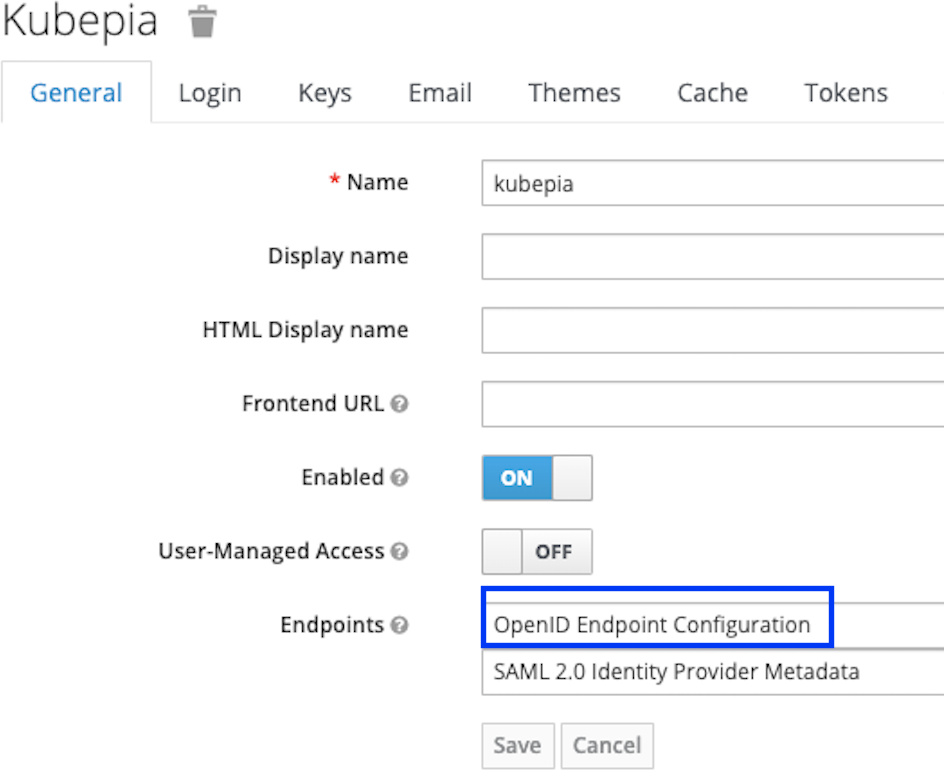 Kubepia
General Login Keys Email Themes Cache Tokens
* Name kubepia
Display name
HTML Display name
Frontend URL ?
Enabled ? ON
User-Managed Access ? OFF
Endpoints ? OpenID Endpoint Configuration
SAML 2.0 Identity Provider Metadata
Save Cancel